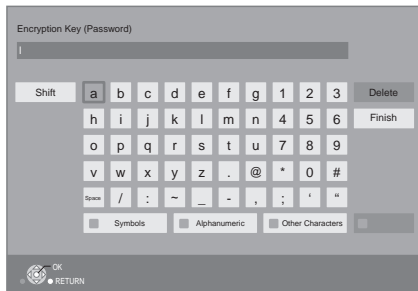 Encryption Key (Password)
Shift a b c d e f g 1 2 3 Delete
h i j k l m n 4 5 6 Finish
o p q r s t u 7 8 9
v w x y z . @ * 0 #
Space / : ~ _ - , ; ‘ “
Symbols Alphanumeric Other Characters
OK
RETURN